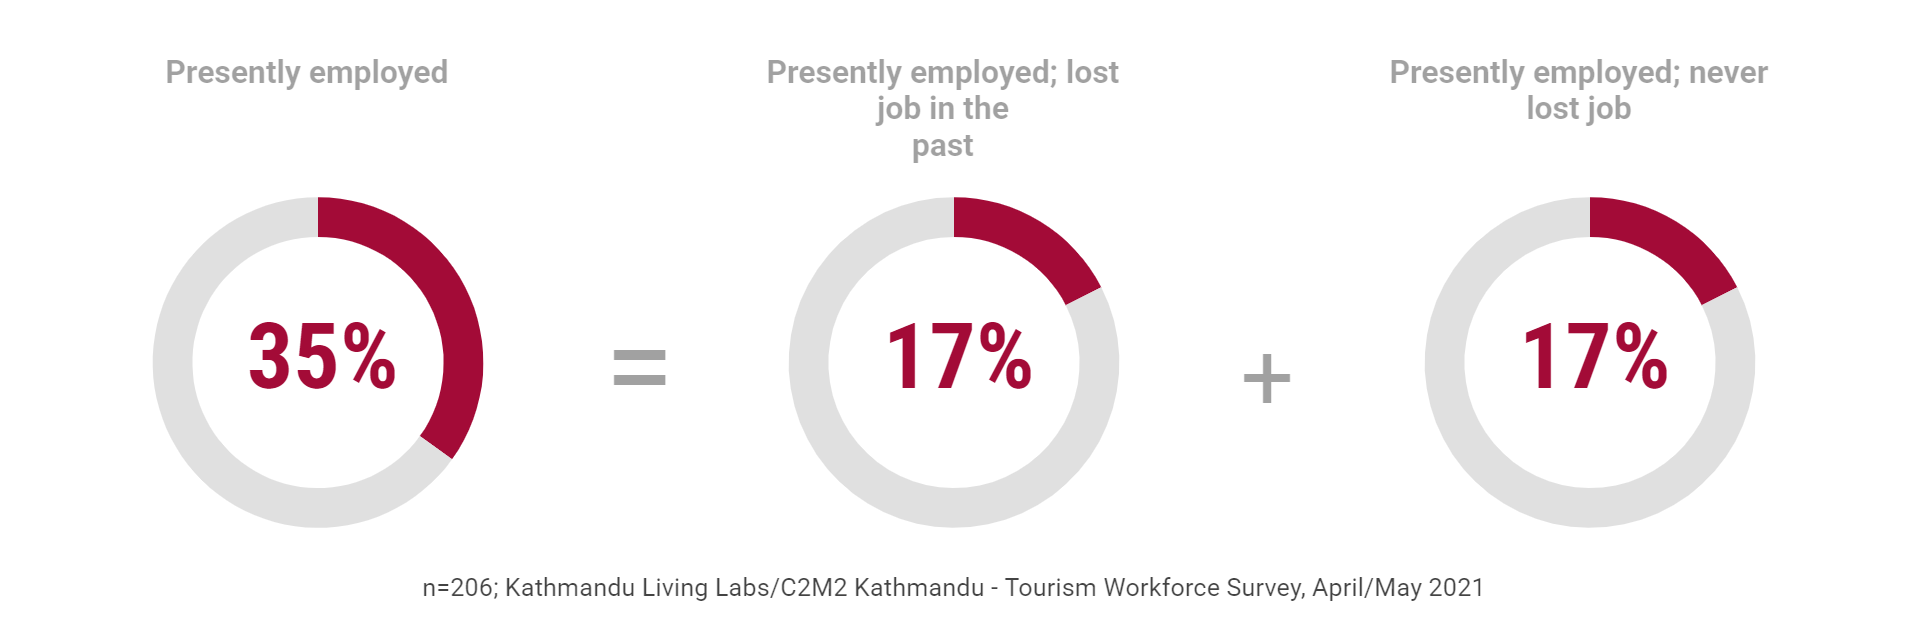 Presently employed
Presently employed; lost
job in the
past
Presently employed; never
lost job
35%
=
17%
+
17%
n=206; Kathmandu Living Labs/C2M2 Kathmandu - Tourism Workforce Survey, April/May 2021